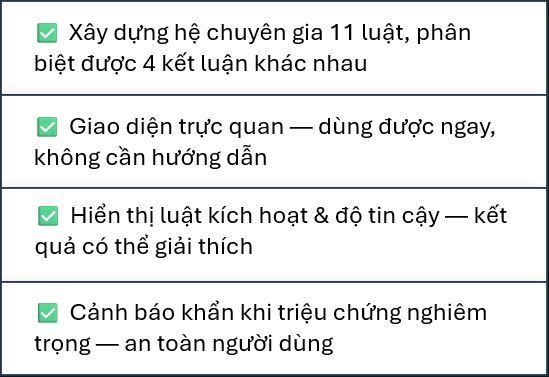 ✅ Xây dựng hệ chuyên gia 11 luật, phân
biệt được 4 kết luận khác nhau
✅ Giao diện trực quan — dùng được ngay,
không cần hướng dẫn
✅ Hiển thị luật kích hoạt & độ tin cậy — kết
quả có thể giải thích
✅ Cảnh báo khẩn khi triệu chứng nghiêm
trọng — an toàn người dùng